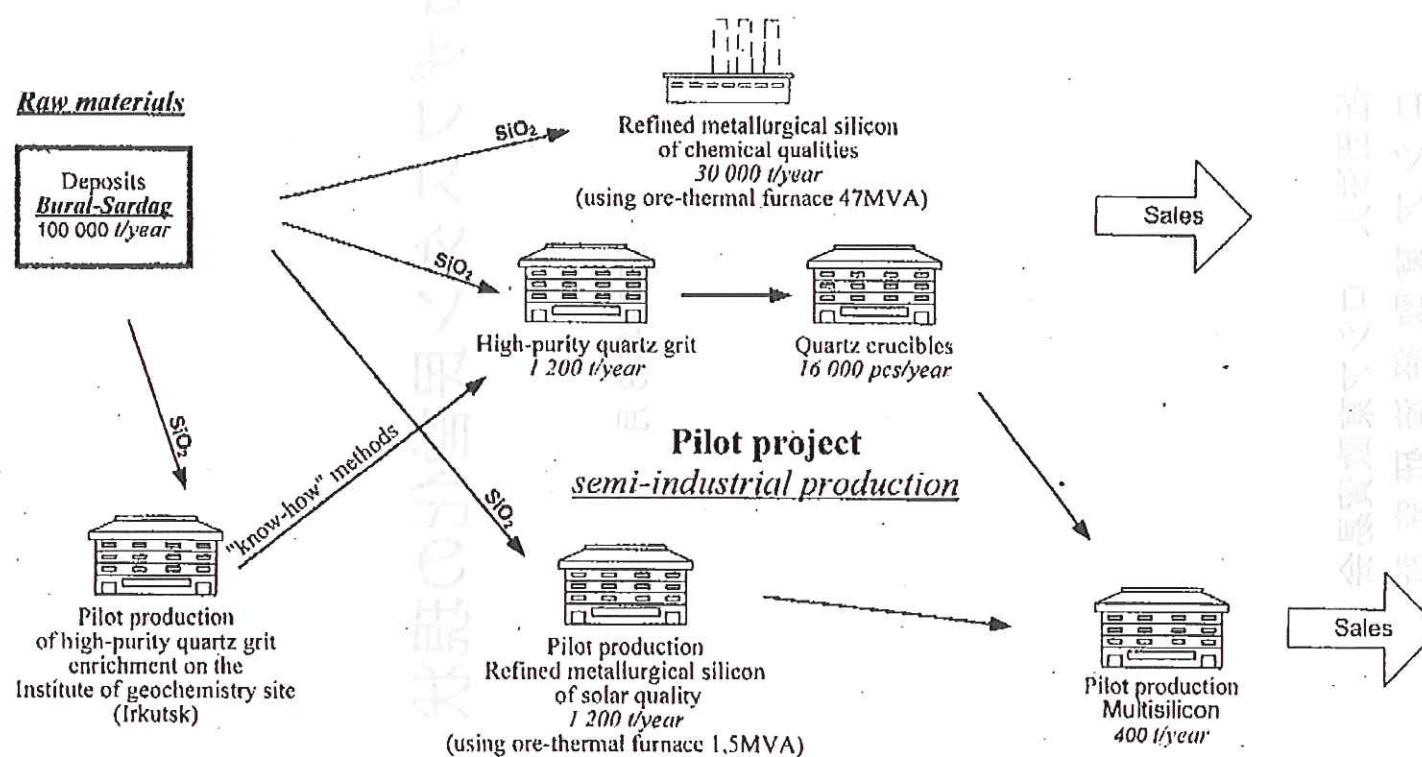 Raw materials
Deposits
Bural-Sardag
100 000 t/year
SiO₂
Refined metallurgical silicon
of chemical qualities
30 000 t/year
(using ore-thermal furnace 47MVA)
Sales
SiO₂
High-purity quartz grit
1 200 t/year
Quartz crucibles
16 000 pcs/year
SiO₂
"know-how" methods
SiO₂
Pilot project
semi-industrial production
Pilot production
of high-purity quartz grit
enrichment on the
Institute of geochemistry site
(Irkutsk)
Pilot production
Refined metallurgical silicon
of solar quality
1 200 t/year
(using ore-thermal furnace 1,5MVA)
Pilot production
Multisilicon
400 t/year
Sales